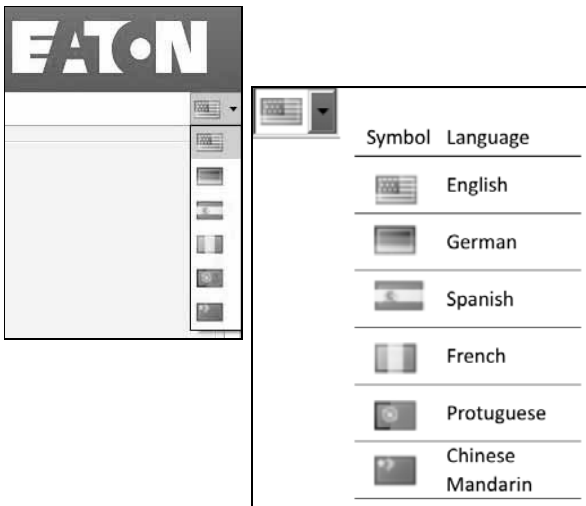 EATON
Symbol Language
English
German
Spanish
French
Protuguese
Chinese
Mandarin